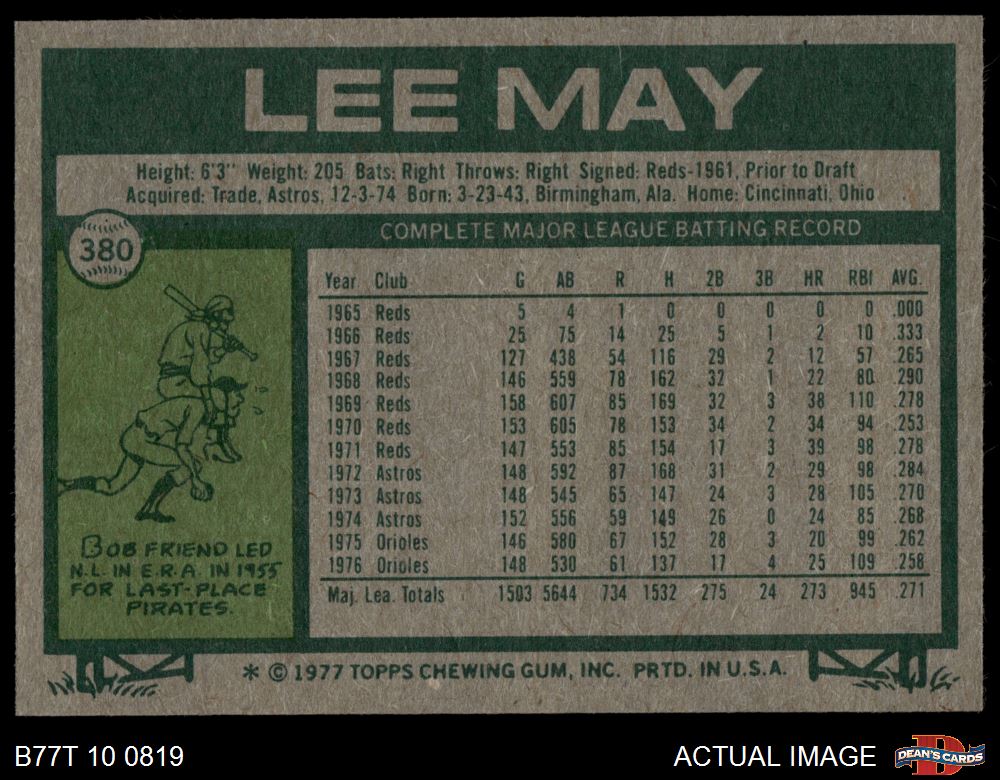 LEE MAY
Height: 6'3" Weight: 205 Bats: Right Throws: Right Signed: Reds-1961, Prior to Draft
Acquired: Trade, Astros, 12-3-74 Born: 3-23-43, Birmingham, Ala. Home: Cincinnati, Ohio
380
COMPLETE MAJOR LEAGUE BATTING RECORD
Year Club G AB R H 2B 3B HR RBI AVG.
1965 Reds 5 4 1 0 0 0 0 0 .000
1966 Reds 25 75 14 25 5 1 2 10 .333
1967 Reds 127 438 54 116 29 2 12 57 .265
1968 Reds 146 559 78 162 32 1 22 80 .290
1969 Reds 158 607 85 169 32 3 38 110 .278
1970 Reds 153 605 78 153 34 2 34 94 .253
1971 Reds 147 553 85 154 17 3 39 98 .278
1972 Astros 148 592 87 168 31 2 29 98 .284
1973 Astros 148 545 65 147 24 3 28 105 .270
1974 Astros 152 556 59 149 26 0 24 85 .268
1975 Orioles 146 580 67 152 28 3 20 99 .262
1976 Orioles 148 530 61 137 17 4 25 109 .258
Maj. Lea. Totals 1503 5644 734 1532 275 24 273 945 .271
BOB FRIEND LED
N.L. IN E.R.A. IN 1955
FOR LAST-PLACE
PIRATES.
* © 1977 TOPPS CHEWING GUM, INC. PRTD. IN U.S.A.
B77T 10 0819
ACTUAL IMAGE
D
DEAN'S CARDS